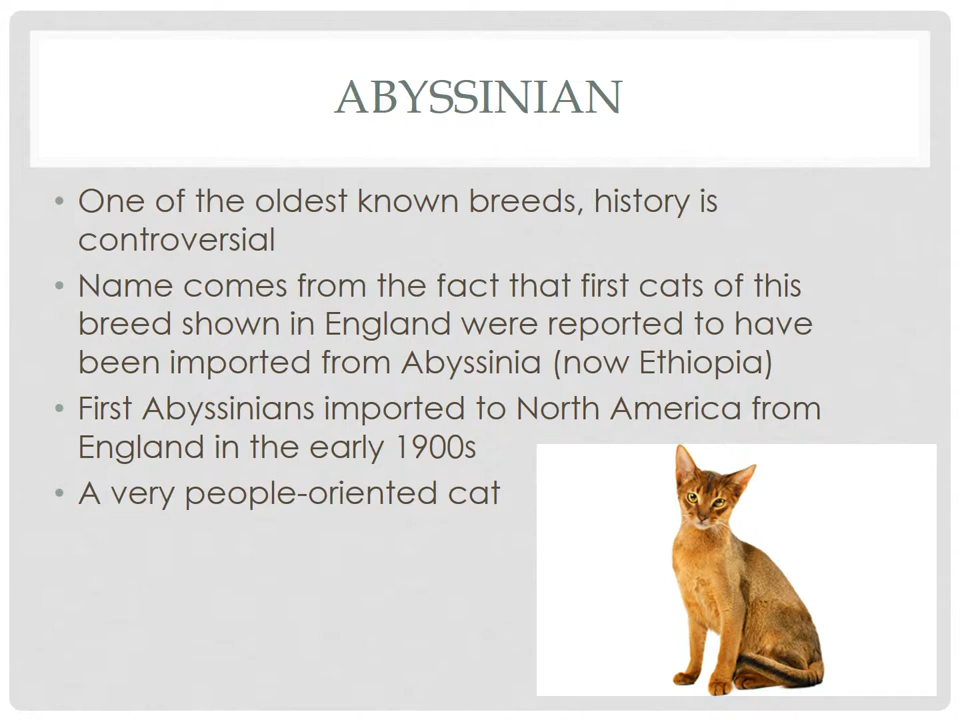 ABYSSINIAN
• One of the oldest known breeds, history is
controversial
• Name comes from the fact that first cats of this
breed shown in England were reported to have
been imported from Abyssinia (now Ethiopia)
• First Abyssinians imported to North America from
England in the early 1900s
• A very people-oriented cat